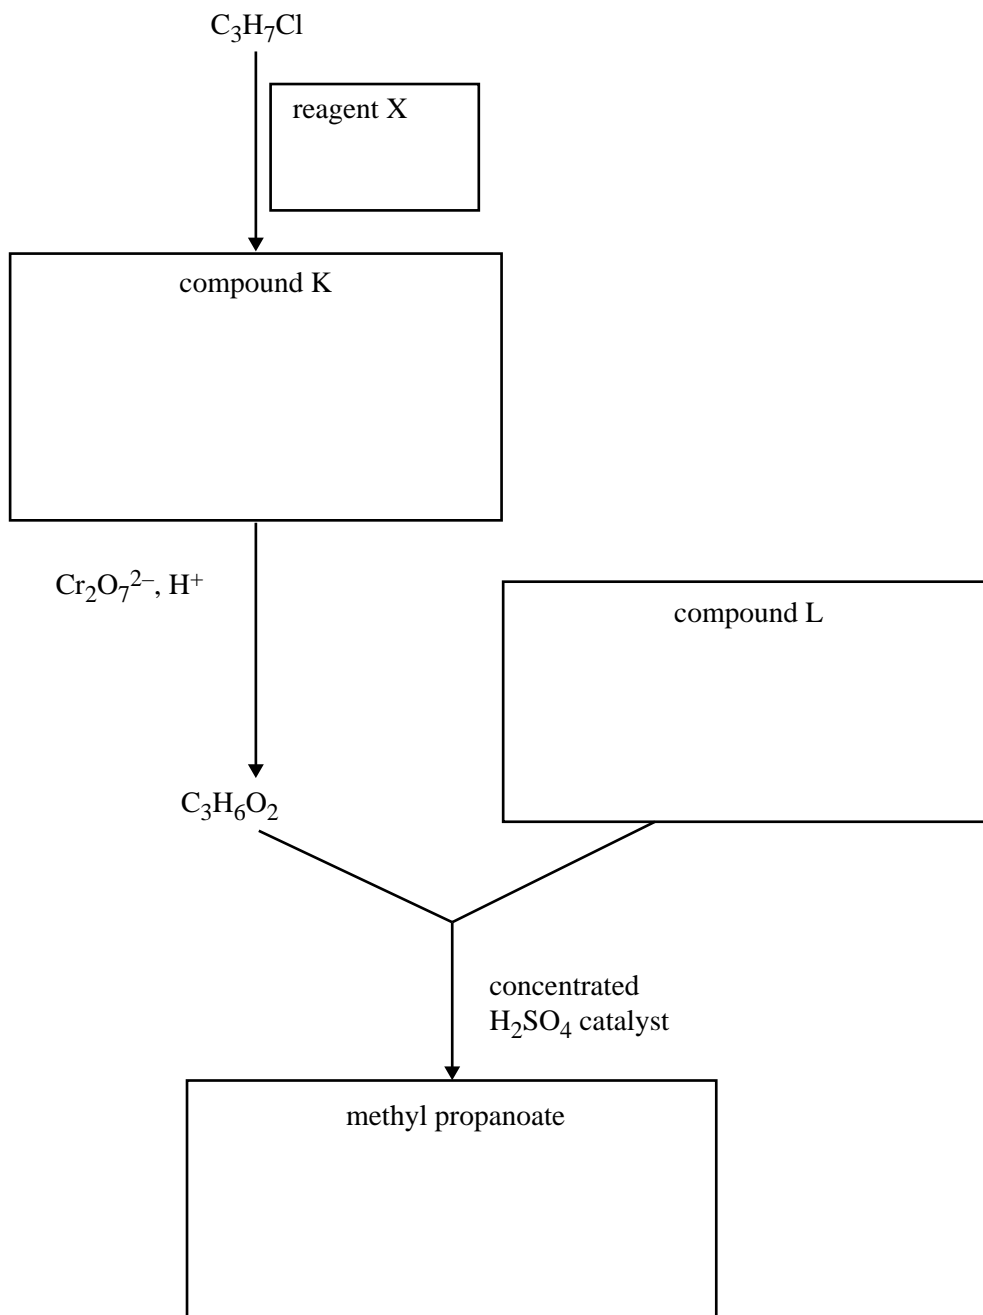 C₃H₇Cl
reagent X
compound K
Cr₂O₇²⁻, H⁺
compound L
C₃H₆O₂
concentrated
H₂SO₄ catalyst
methyl propanoate